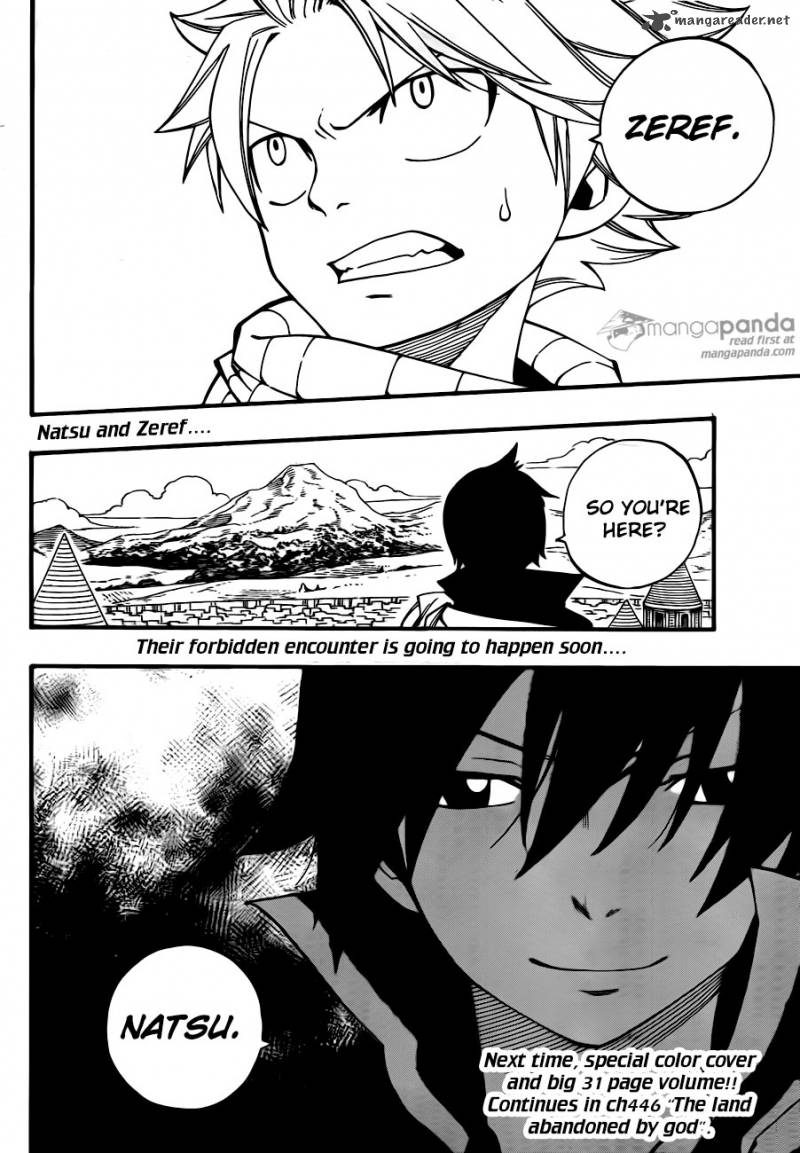 mangareader.net
ZEREF.
mangapanda
read first at
mangapanda.com
Natsu and Zeref....
SO YOU'RE
HERE?
Their forbidden encounter is going to happen soon....
NATSU.
Next time, special color cover
and big 31 page volume!!
Continues in ch446 "The land
abandoned by god".